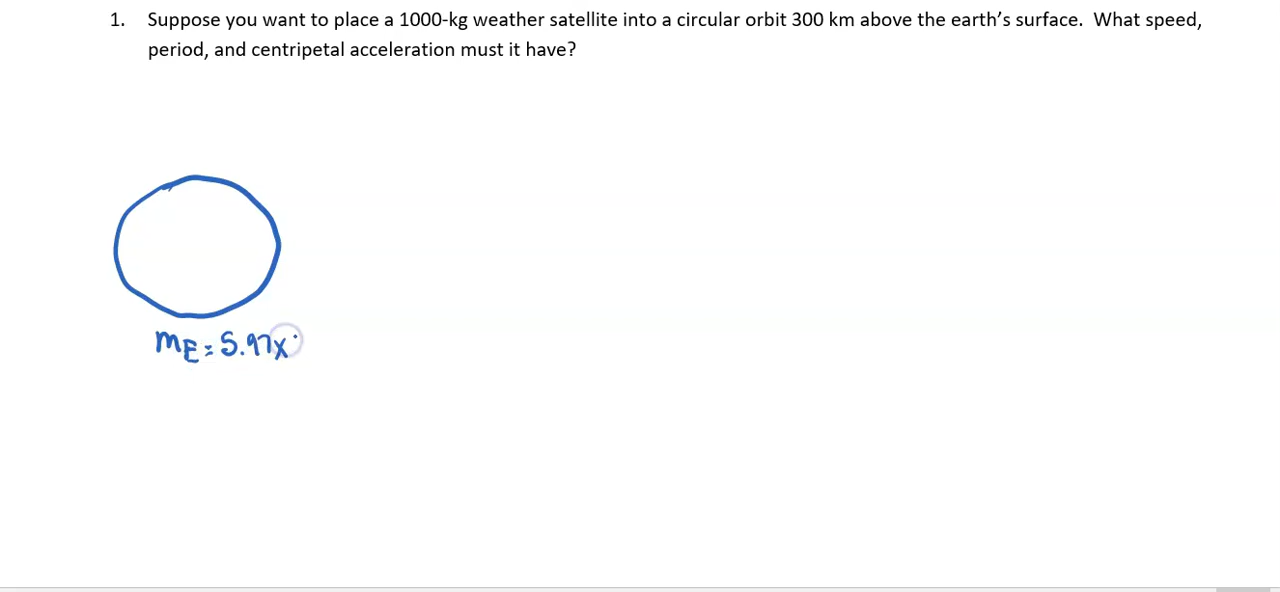 1. Suppose you want to place a 1000-kg weather satellite into a circular orbit 300 km above the earth’s surface. What speed,
period, and centripetal acceleration must it have?
mE = 5.97x